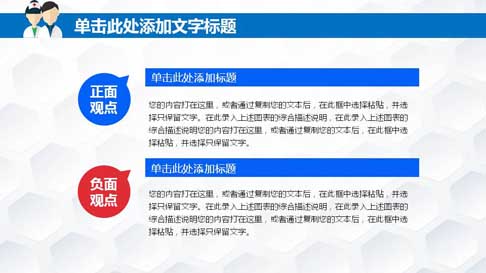 单击此处添加文字标题
正面
观点
单击此处添加标题
您的内容打在这里，或者通过复制您的文本后，在此框中选择粘贴，并选
择只保留文字。在此录入上述图表的综合描述说明，在此录入上述图表的
综合描述说明您的内容打在这里，或者通过复制您的文本后，在此框中选
择粘贴，并选择只保留文字。
负面
观点
单击此处添加标题
您的内容打在这里，或者通过复制您的文本后，在此框中选择粘贴，并选
择只保留文字。在此录入上述图表的综合描述说明，在此录入上述图表的
综合描述说明您的内容打在这里，或者通过复制您的文本后，在此框中选
择粘贴，并选择只保留文字。